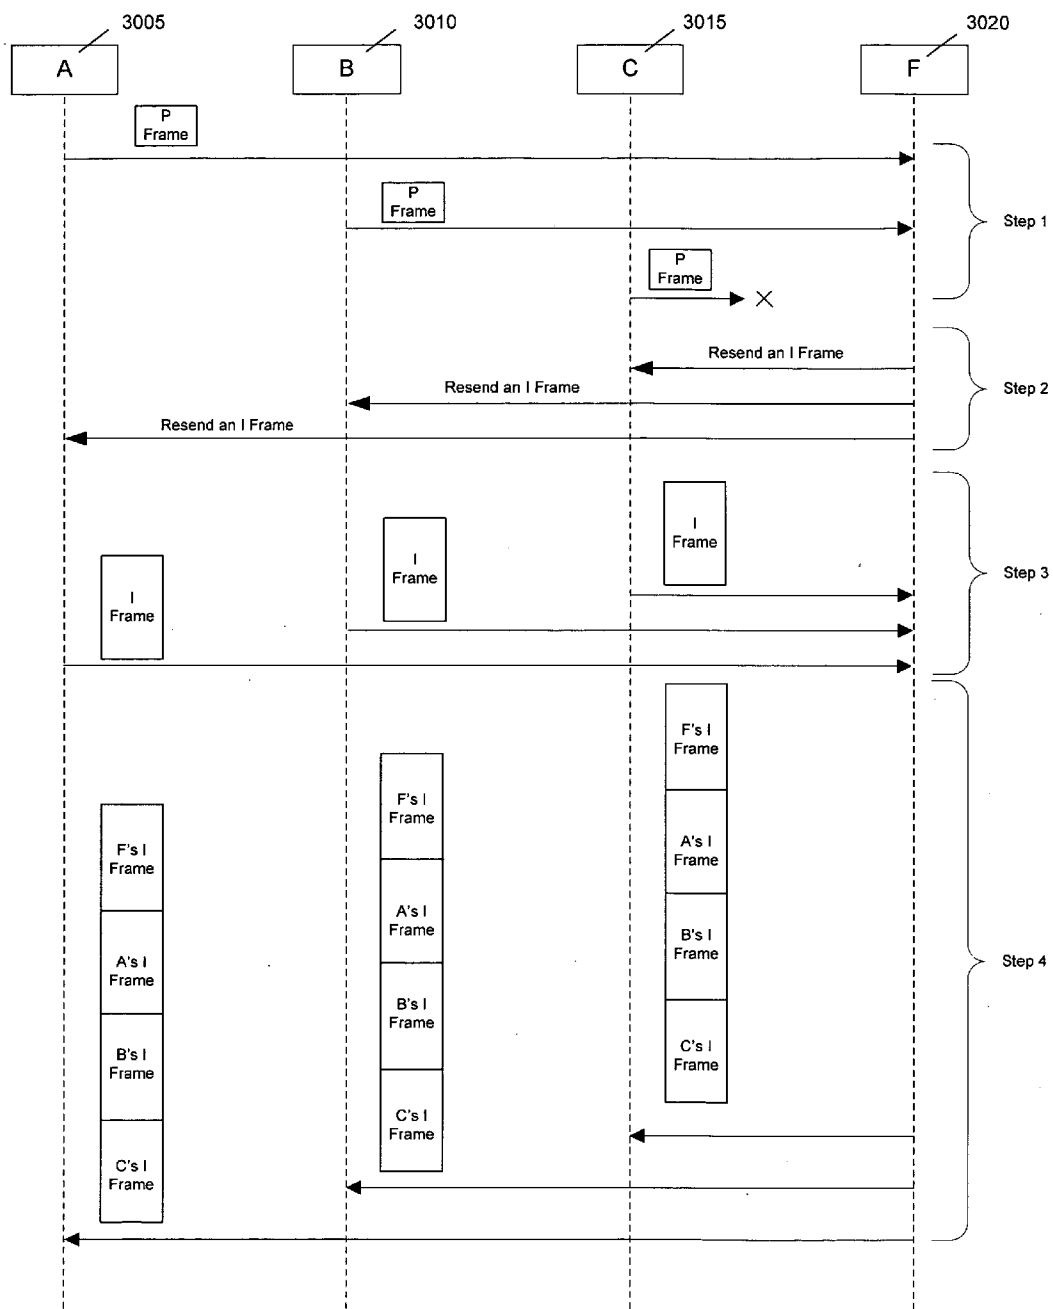 3005
3010
3015
3020
A
B
C
F
P
Frame
P
Frame
P
Frame
Step 1
Resend an I Frame
Resend an I Frame
Resend an I Frame
Step 2
I
Frame
I
Frame
I
Frame
Step 3
F's I
Frame
A's I
Frame
B's I
Frame
C's I
Frame
F's I
Frame
A's I
Frame
B's I
Frame
C's I
Frame
F's I
Frame
A's I
Frame
B's I
Frame
C's I
Frame
Step 4